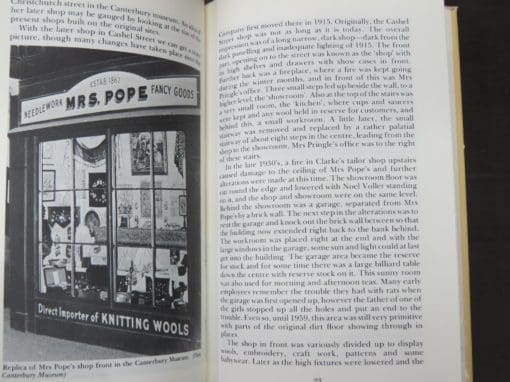 Christchurch street in the Canterbury museum.
her later shop may be gauged by looking at the size of the
present shops built on the original sites.
With the later shop in Cashel Street we can get a
picture, though many changes have taken place since
ESTAB 1862
NEEDLEWORK MRS. POPE FANCY GOODS
Direct Importer of KNITTING WOOLS
Replica of Mrs Pope's shop front in the Canterbury Museum.
Canterbury Museum)
Company first moved there in 1915. Originally, the Cashel
Street shop was not as long as it is today. The overall
impression was of a long narrow, dark shop—dark from the
dark panelling and inadequate lighting of 1915. The front
part, opening on to the street was known as the 'shop' with
its high shelves and drawers with show cases in front.
Further back was a fireplace, where a fire was kept going
during the winter months, and in front of this was Mrs
Pringle's office. Three small steps led up beside the wall, to a
higher level, the 'showroom'. Also at the top of the stairs was
a very small room, the 'kitchen', where cups and saucers
were kept and any wool held in reserve for customers, and
behind this, a small workroom. A little later, the small
stairway was removed and replaced by a rather palatial
stairway of about eight steps in the centre, leading from the
shop to the showroom. Mrs Pringle's office was to the right
of these stairs.
In the late 1930's, a fire in Clarke's tailor shop upstairs
caused damage to the ceiling of Mrs Pope's and further
alterations were made at this time. The showroom floor was
cut round the edge and lowered with Noel Voller standing
on it, and the shop and showroom were on the same level.
Behind the showroom was a garage, separated from Mrs
Pope's by a brick wall. The next step in the alterations was to
rent the garage and knock out the brick wall between so that
the building now extended right back to the bank behind.
The workroom was placed right at the end and with the
large windows in the garage, some sun and light could at last
get into the building. The garage area became the reserve
for stock and for some time there was a large billiard table
down the centre with reserve stock on it. This sunny room
was also used for morning and afternoon teas. Many early
employees remember the trouble they had with rats when
the garage was first opened up, however the father of one of
the girls stopped up all the holes and put an end to the
trouble. Even so, until 1959, this area was still very primitive
with parts of the original dirt floor showing through in
places.
The shop in front was variously divided up to display
wools, embroidery, craft work, patterns and some
babywear. Later as the high fixtures were lowered and the